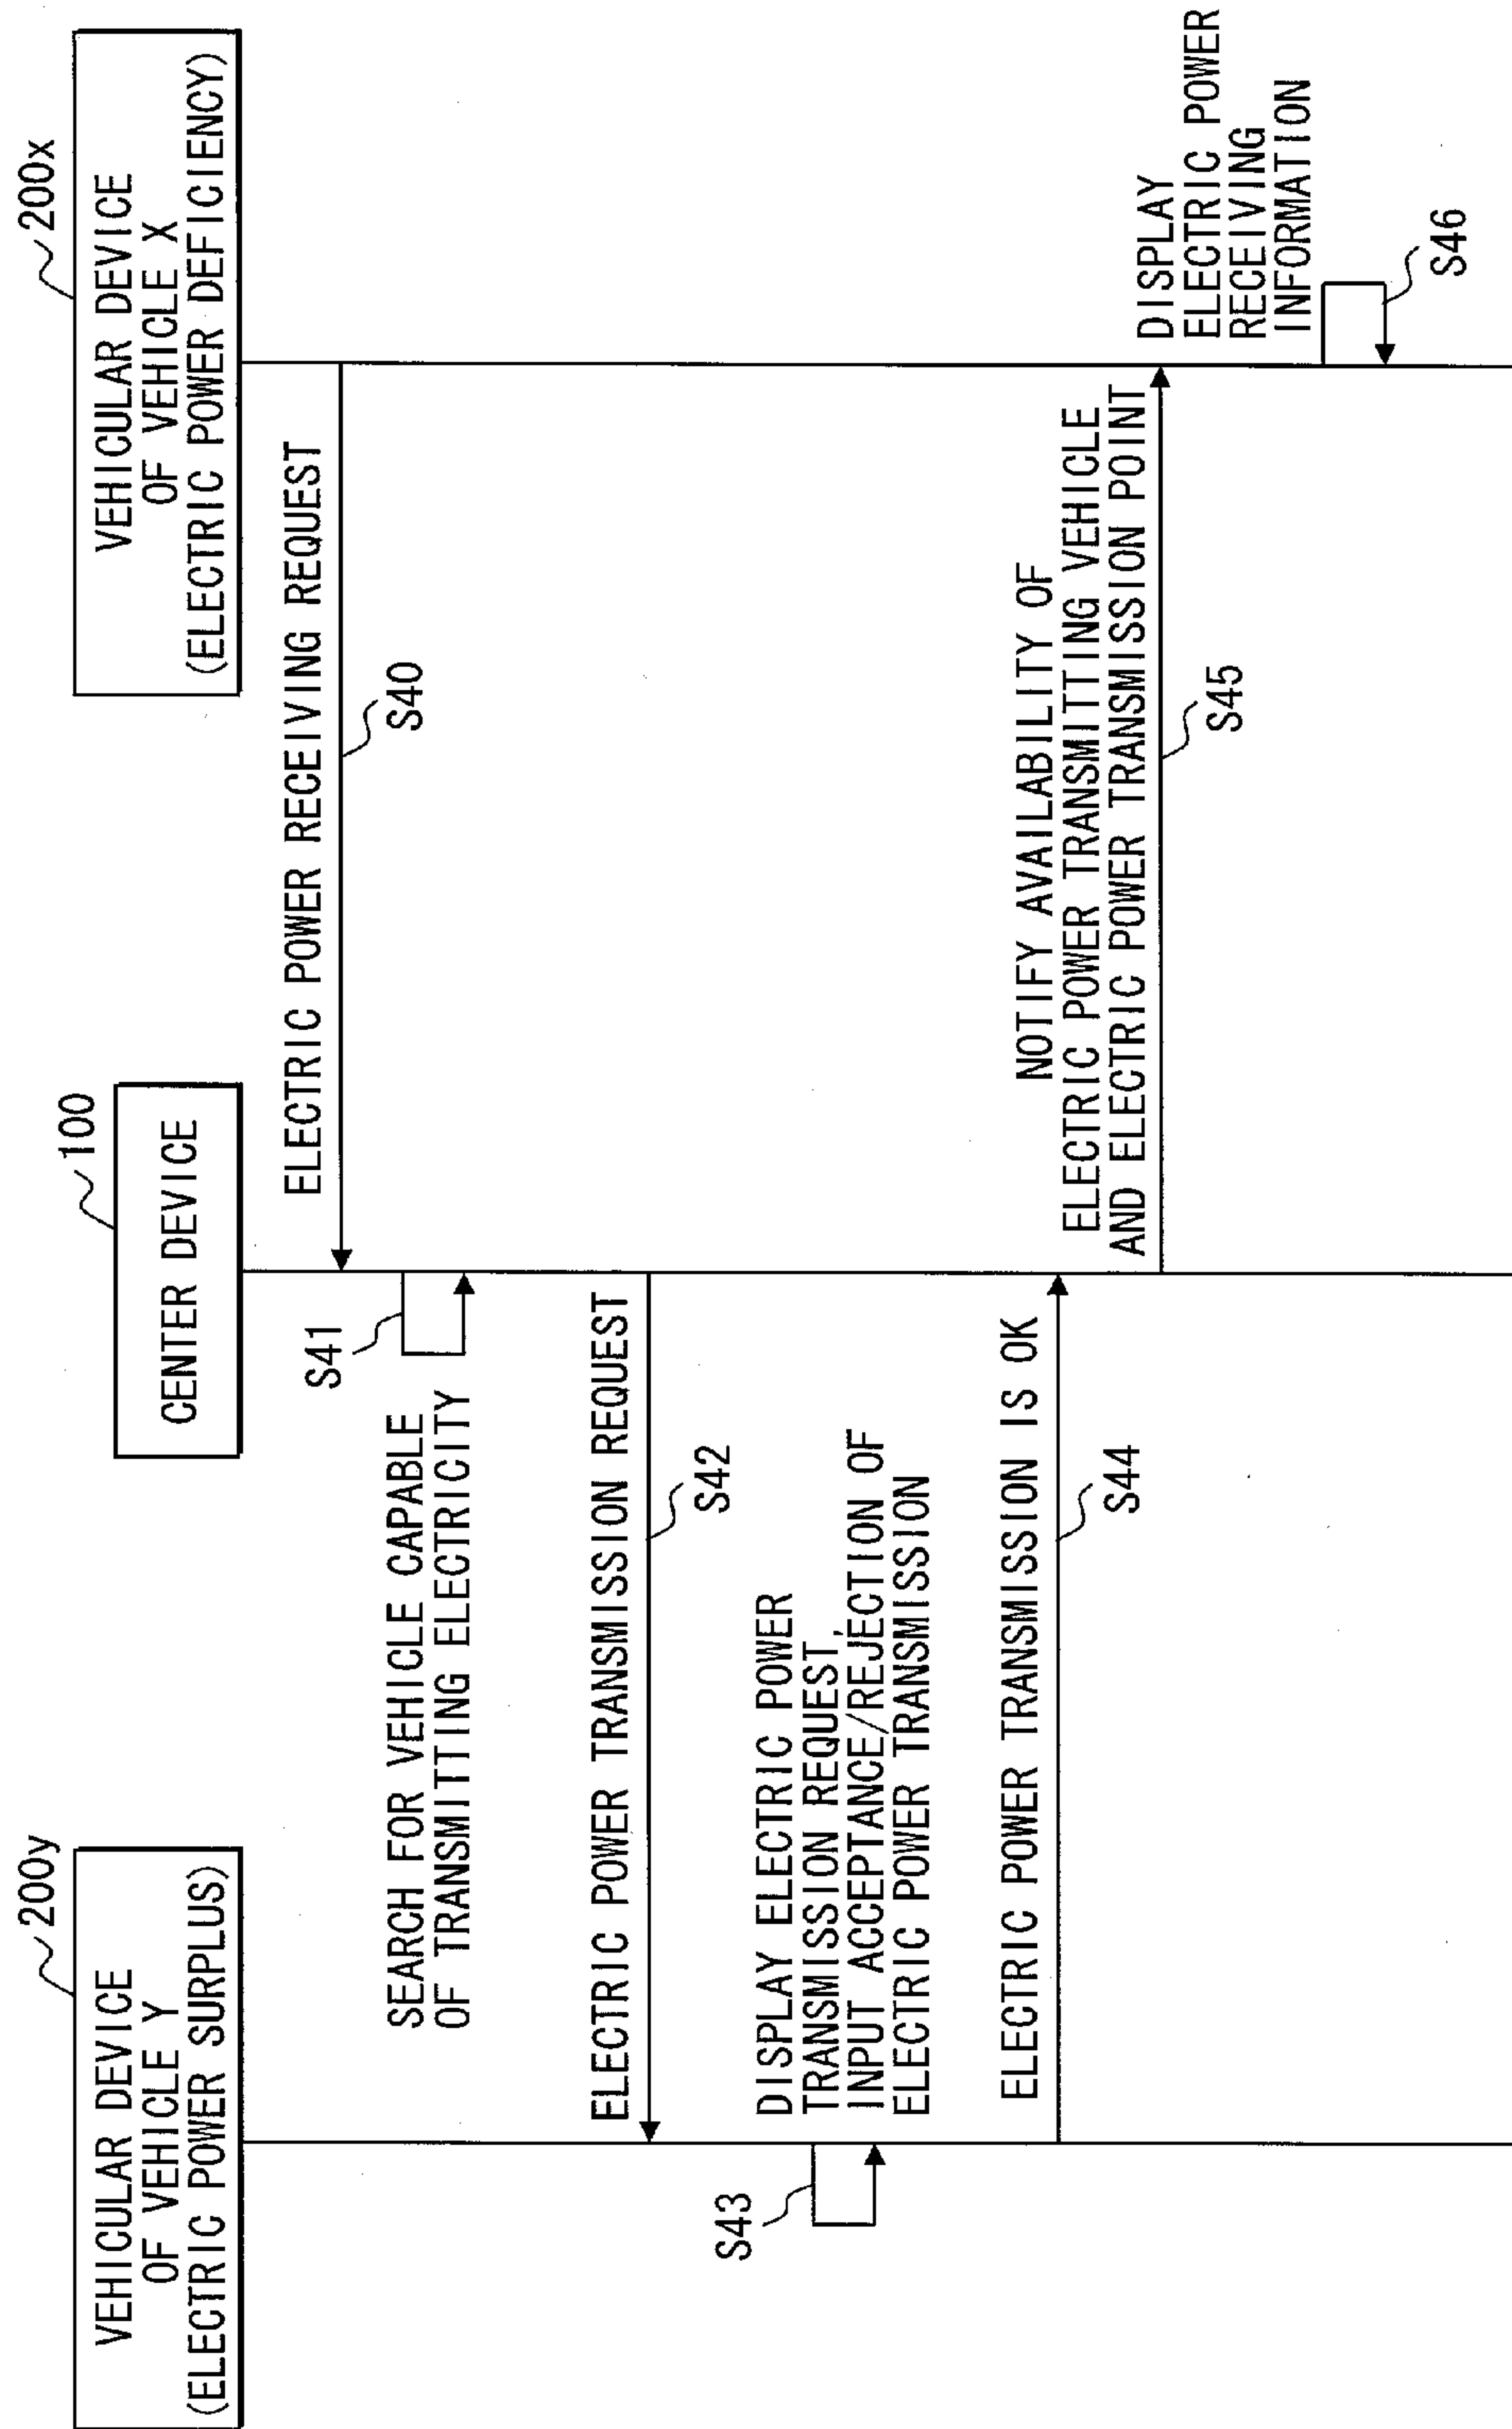 200y
VEHICULAR DEVICE
OF VEHICLE Y
(ELECTRIC POWER SURPLUS)
100
CENTER DEVICE
200x
VEHICULAR DEVICE
OF VEHICLE X
(ELECTRIC POWER DEFICIENCY)
ELECTRIC POWER RECEIVING REQUEST
S40
S41
SEARCH FOR VEHICLE CAPABLE
OF TRANSMITTING ELECTRICITY
ELECTRIC POWER TRANSMISSION REQUEST
S42
S43
DISPLAY ELECTRIC POWER
TRANSMISSION REQUEST,
INPUT ACCEPTANCE/REJECTION OF
ELECTRIC POWER TRANSMISSION
ELECTRIC POWER TRANSMISSION IS OK
S44
NOTIFY AVAILABILITY OF
ELECTRIC POWER TRANSMITTING VEHICLE
AND ELECTRIC POWER TRANSMISSION POINT
S45
DISPLAY
ELECTRIC POWER
RECEIVING
INFORMATION
S46